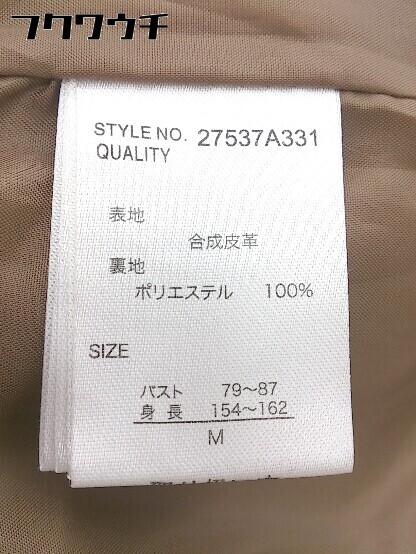 フクワウチ
STYLE NO. 27537A331
QUALITY
表地
合成皮革
裏地
ポリエステル 100%
SIZE
バスト 79～87
身長 154～162
M